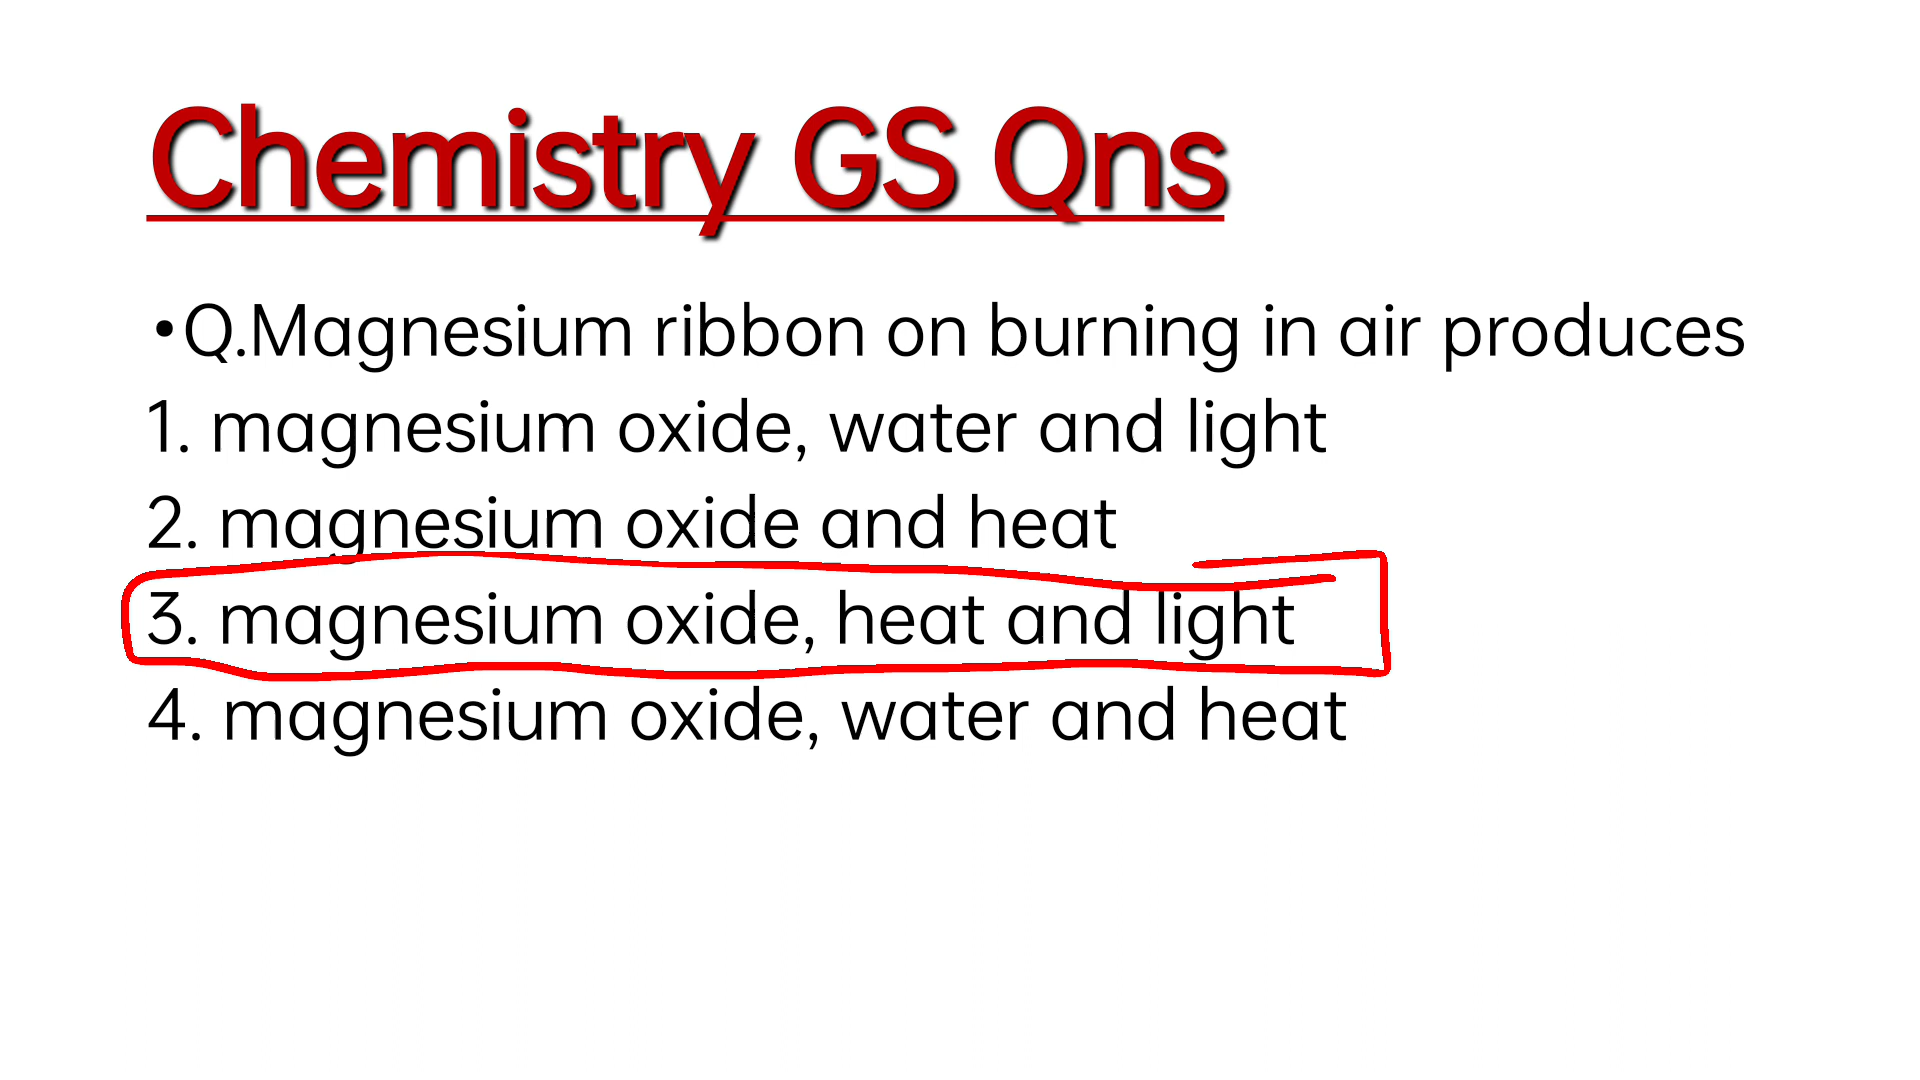 Chemistry GS Qns
•Q.Magnesium ribbon on burning in air produces
1. magnesium oxide, water and light
2. magnesium oxide and heat
3. magnesium oxide, heat and light
4. magnesium oxide, water and heat